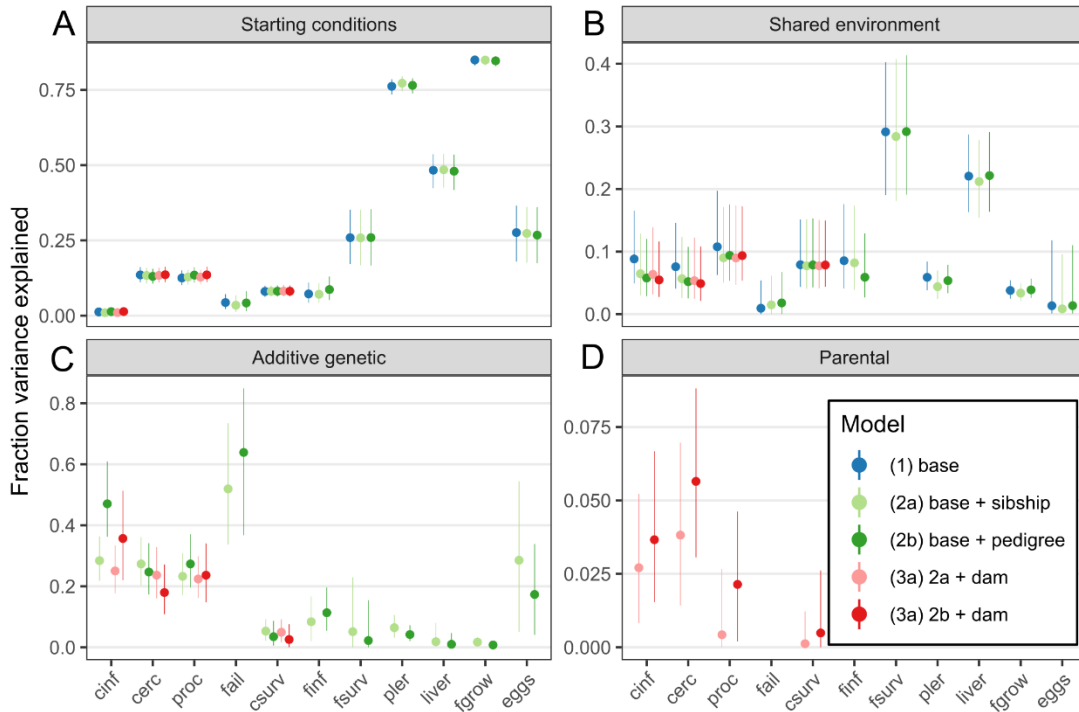 A
Starting conditions
B
Shared environment
0.75
0.50
0.25
0.00
0.4
0.3
0.2
0.1
0.0
Fraction variance explained
C
Additive genetic
D
Parental
0.8
0.6
0.4
0.2
0.0
0.075
0.050
0.025
0.000
Model
(1) base
(2a) base + sibship
(2b) base + pedigree
(3a) 2a + dam
(3a) 2b + dam
cinf cerc proc fail csurv finf fsurv pler liver fgrow eggs
cinf cerc proc fail csurv finf fsurv pler liver fgrow eggs